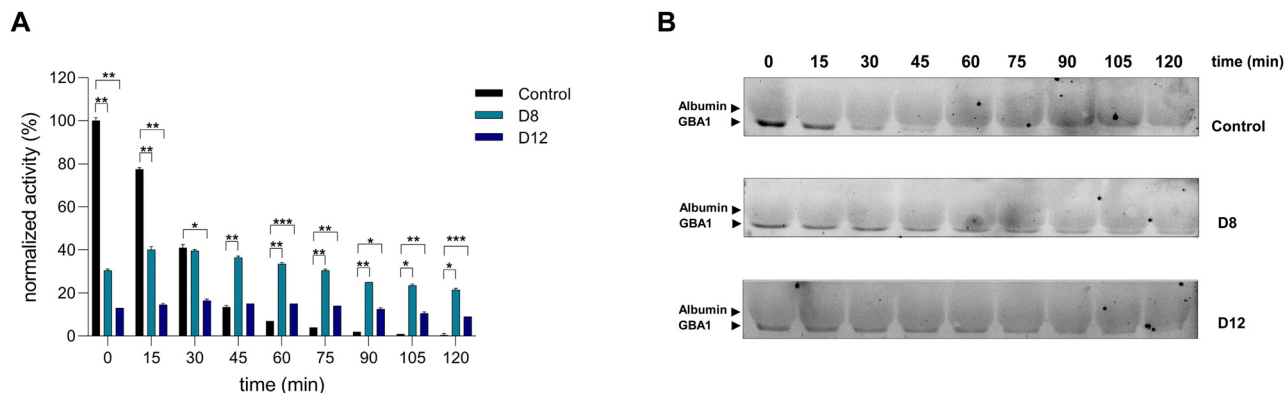 A
normalized activity (%)
120
100
80
60
40
20
0
** **
** **
*
**
*** **
** **
* **
** *
*** *
Control
D8
D12
0 15 30 45 60 75 90 105 120
time (min)
B
0 15 30 45 60 75 90 105 120 time (min)
Albumin
GBA1
Control
Albumin
GBA1
D8
Albumin
GBA1
D12